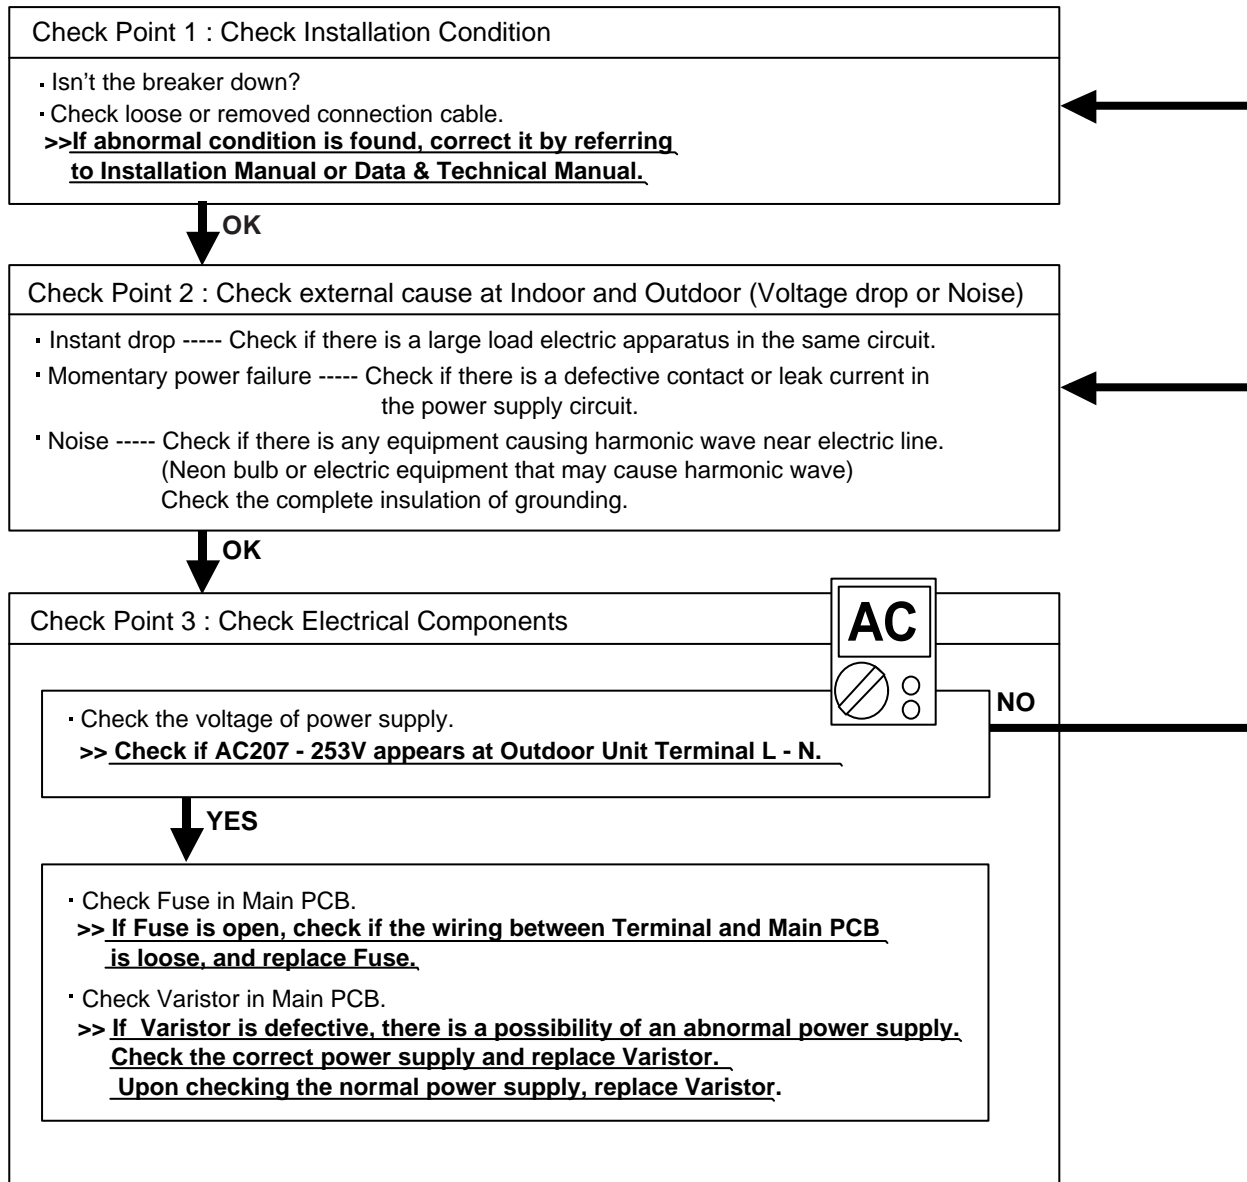 Check Point 1 : Check Installation Condition
· Isn't the breaker down?
· Check loose or removed connection cable.
>>If abnormal condition is found, correct it by referring
to Installation Manual or Data & Technical Manual.
OK
Check Point 2 : Check external cause at Indoor and Outdoor (Voltage drop or Noise)
· Instant drop ----- Check if there is a large load electric apparatus in the same circuit.
· Momentary power failure ----- Check if there is a defective contact or leak current in
the power supply circuit.
· Noise ----- Check if there is any equipment causing harmonic wave near electric line.
(Neon bulb or electric equipment that may cause harmonic wave)
Check the complete insulation of grounding.
OK
Check Point 3 : Check Electrical Components
AC
NO
· Check the voltage of power supply.
>> Check if AC207 - 253V appears at Outdoor Unit Terminal L - N.
YES
· Check Fuse in Main PCB.
>> If Fuse is open, check if the wiring between Terminal and Main PCB
is loose, and replace Fuse.
· Check Varistor in Main PCB.
>> If  Varistor is defective, there is a possibility of an abnormal power supply.
Check the correct power supply and replace Varistor.
Upon checking the normal power supply, replace Varistor.